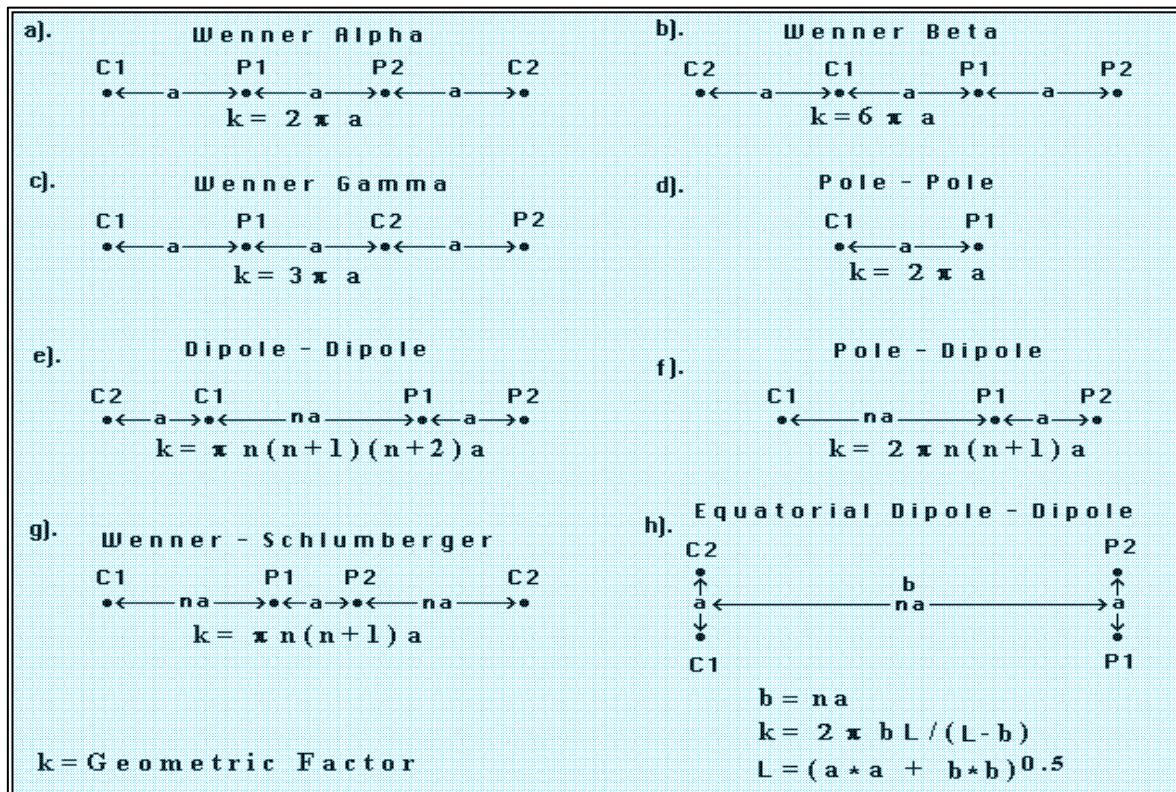 a). Wenner Alpha
C1 P1 P2 C2
a a a
k = 2 π a
b). Wenner Beta
C2 C1 P1 P2
a a a
k = 6 π a
c). Wenner Gamma
C1 P1 C2 P2
a a a
k = 3 π a
d). Pole - Pole
C1 P1
a
k = 2 π a
e). Dipole - Dipole
C2 C1 P1 P2
a na a
k = π n(n+1)(n+2)a
f). Pole - Dipole
C1 P1 P2
na a
k = 2 π n(n+1)a
g). Wenner - Schlumberger
C1 P1 P2 C2
na a na
k = π n(n+1)a
h). Equatorial Dipole - Dipole
C2 P2
b
a na a
C1 P1
b = na
k = 2 π b L / (L - b)
L = (a * a + b * b)^0.5
k = Geometric Factor